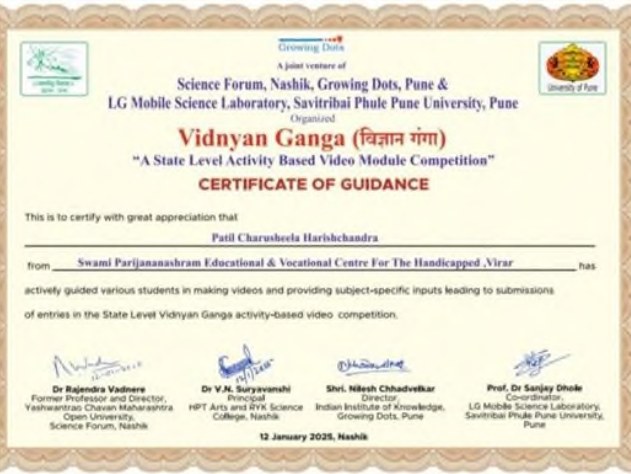 Growing Dots
A joint venture of
Science Forum, Nashik, Growing Dots, Pune &
LG Mobile Science Laboratory, Savitribai Phule Pune University, Pune
University of Pune
Organized
Vidnyan Ganga (विज्ञान गंगा)
"A State Level Activity Based Video Module Competition"
CERTIFICATE OF GUIDANCE
This is to certify with great appreciation that
Patil Charusheela Harishchandra
from Swami Parijananashram Educational & Vocational Centre For The Handicapped ,Virar has
actively guided various students in making videos and providing subject-specific inputs leading to submissions
of entries in the State Level Vidnyan Ganga activity-based video competition.
Dr Rajendra Vadnere
Former Professor and Director,
Yashwantrao Chavan Maharashtra
Open University,
Science Forum, Nashik
Dr V.N. Suryavanshi
Principal
HPT Arts and RYK Science
College, Nashik
Shri. Nilesh Chhadvelkar
Director,
Indian Institute of Knowledge,
Growing Dots, Pune
Prof. Dr Sanjay Dhole
Co-ordinator,
LG Mobile Science Laboratory,
Savitribai Phule Pune University,
Pune
12 January 2025, Nashik